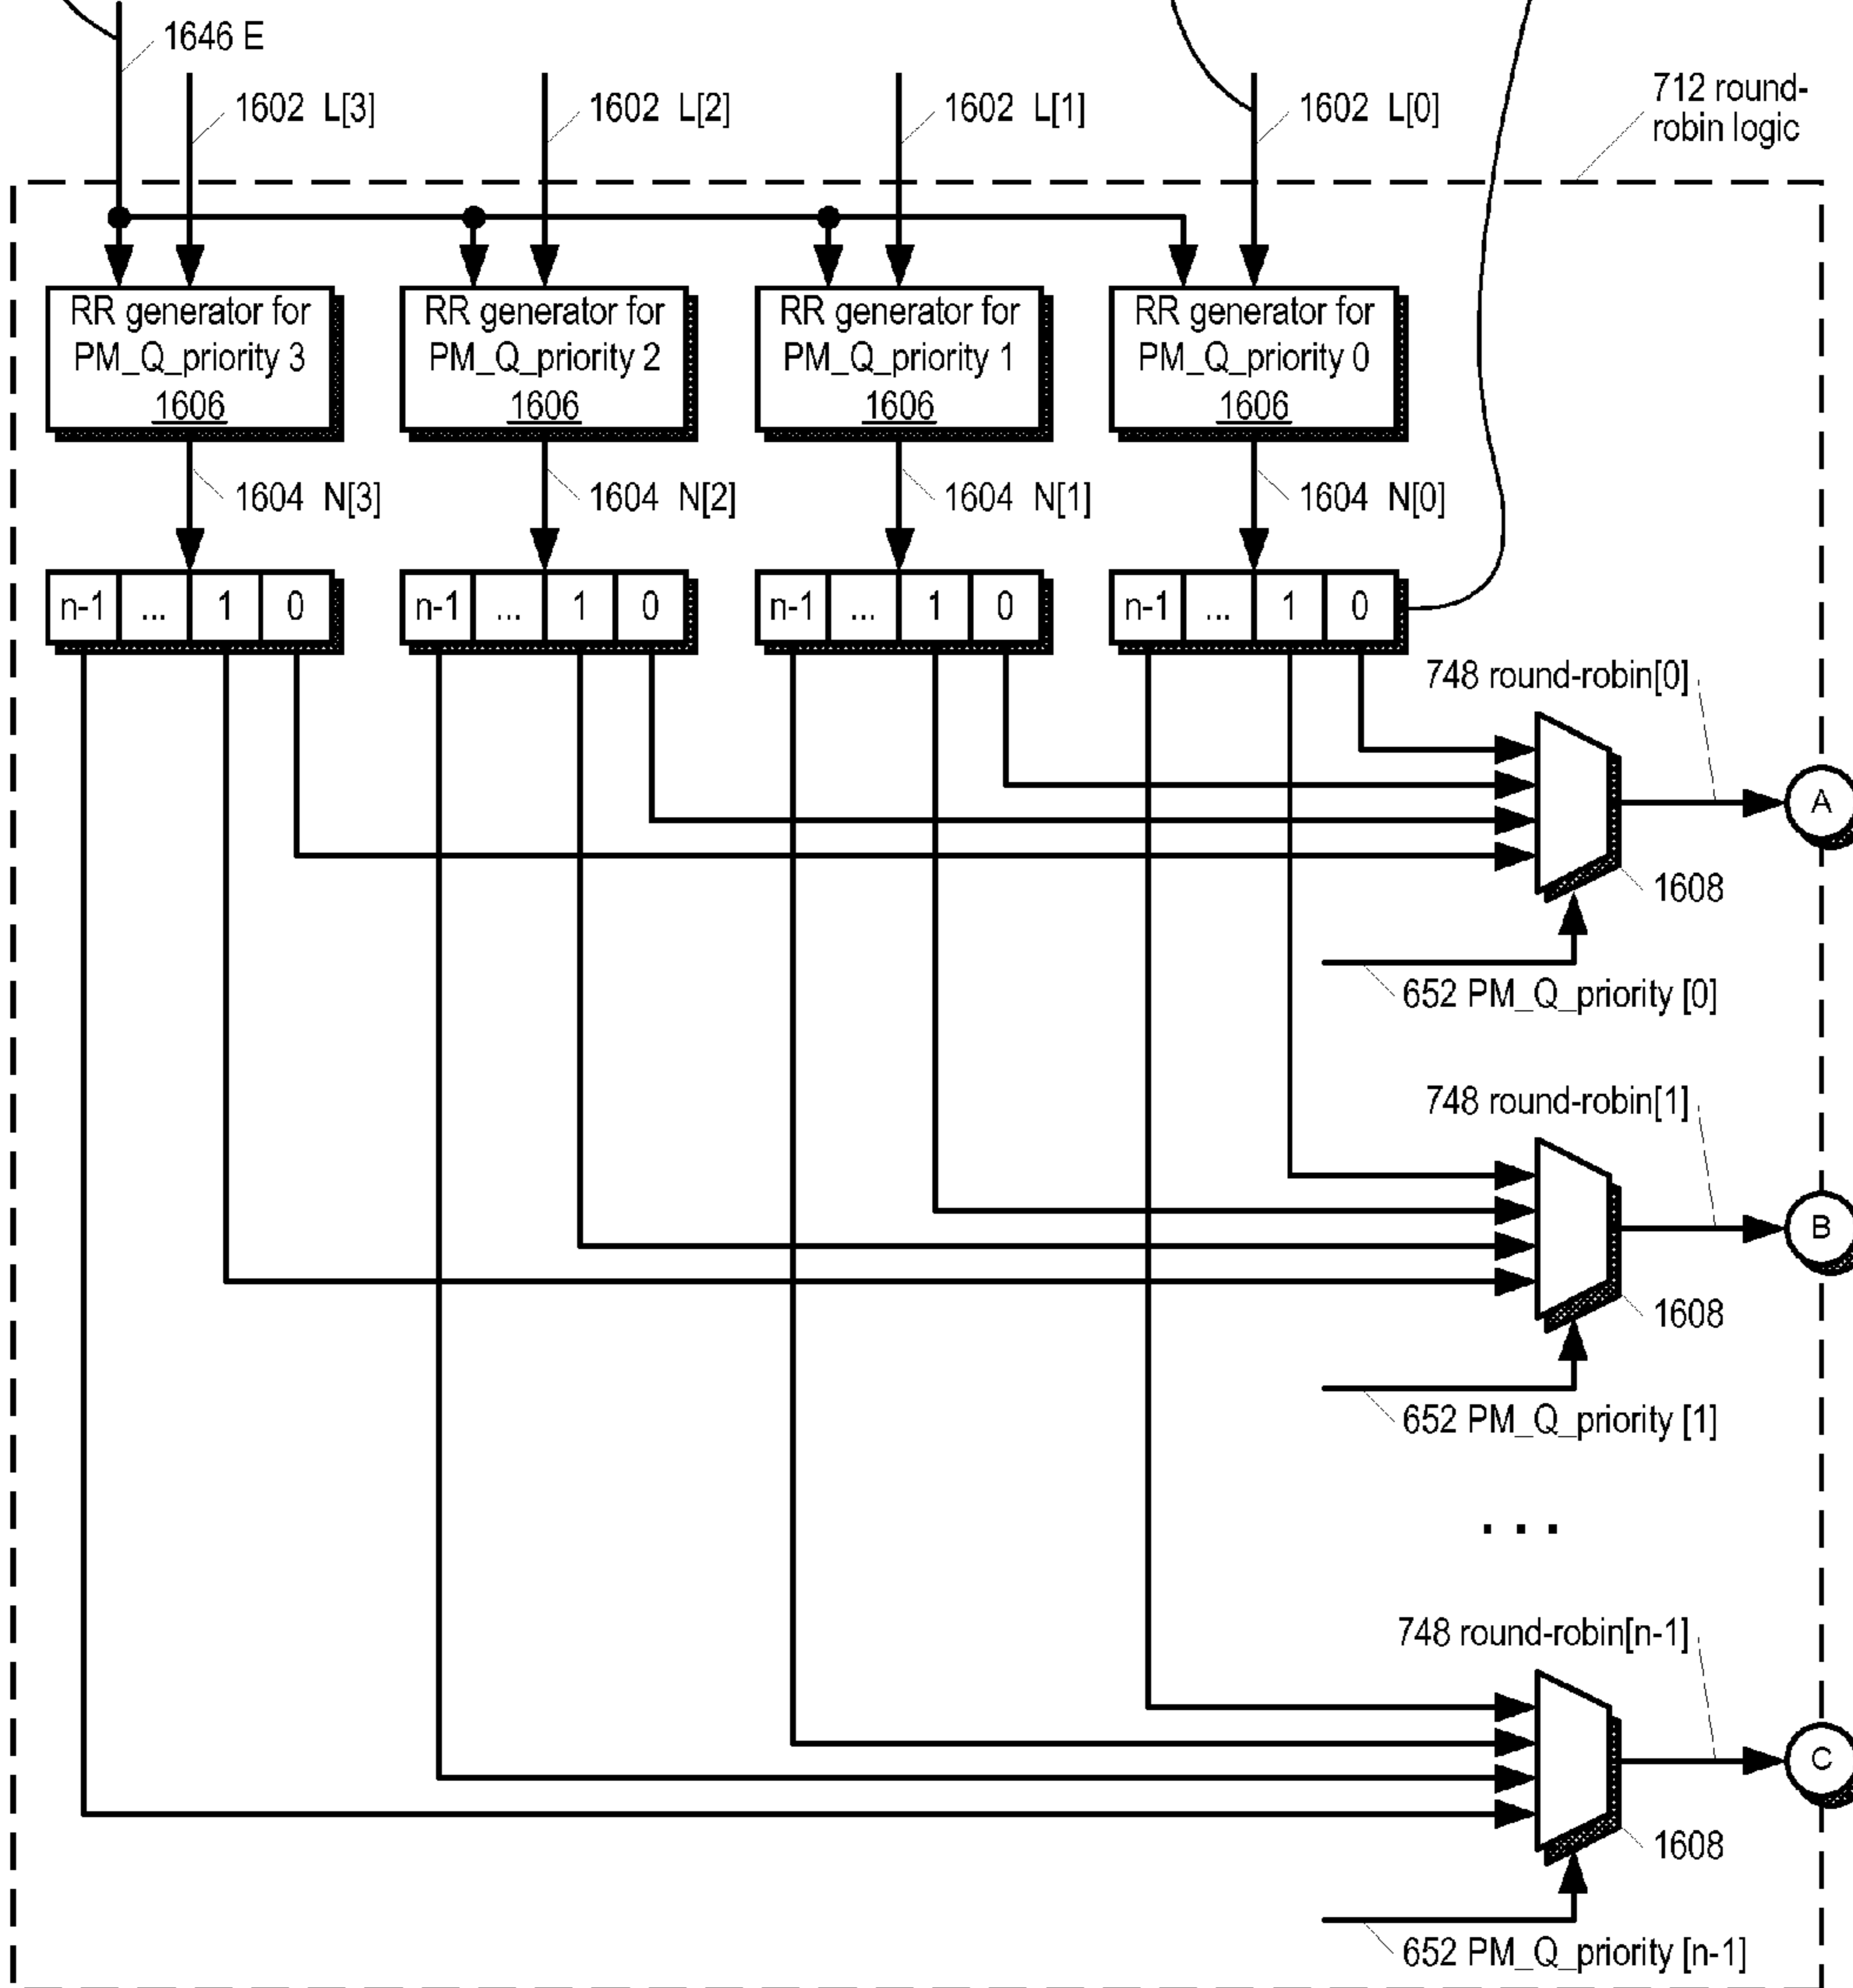 1646 E
1602 L[3]
1602 L[2]
1602 L[1]
1602 L[0]
712 round-
robin logic
RR generator for
PM_Q_priority 3
1606
RR generator for
PM_Q_priority 2
1606
RR generator for
PM_Q_priority 1
1606
RR generator for
PM_Q_priority 0
1606
1604 N[3]
1604 N[2]
1604 N[1]
1604 N[0]
n-1 ... 1 0
n-1 ... 1 0
n-1 ... 1 0
n-1 ... 1 0
748 round-robin[0]
A
1608
652 PM_Q_priority [0]
748 round-robin[1]
B
1608
652 PM_Q_priority [1]
. . .
748 round-robin[n-1]
C
1608
652 PM_Q_priority [n-1]